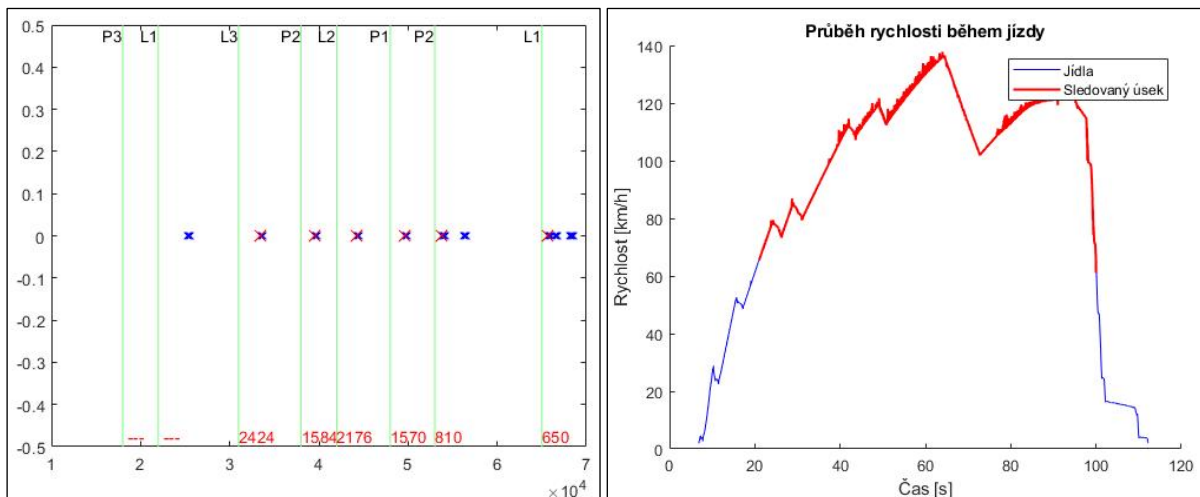 0.5
0.4
0.3
0.2
0.1
0
-0.1
-0.2
-0.3
-0.4
-0.5
P3 L1 L3 P2 L2 P1 P2 L1
--- --- 2424 1584 2176 1570 810 650
1 2 3 4 5 6 7
× 10⁴
Průběh rychlosti během jízdy
Jídla
Sledovaný úsek
Rychlost [km/h]
140
120
100
80
60
40
20
0
0 20 40 60 80 100 120
Čas [s]